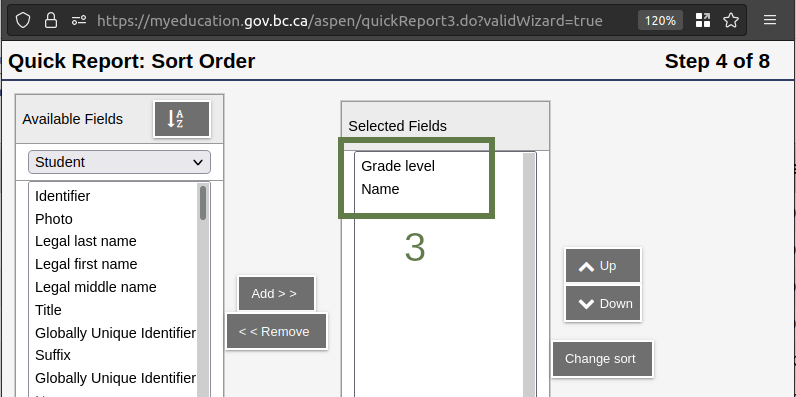 https://myeducation.gov.bc.ca/aspen/quickReport3.do?validWizard=true 120%
Quick Report: Sort Order Step 4 of 8
Available Fields A Z
Selected Fields
Student
Grade level
Name
3
Identifier
Photo
Legal last name
Legal first name
Legal middle name
Title
Globally Unique Identifier
Suffix
Globally Unique Identifier
Add > >
< < Remove
Up
Down
Change sort